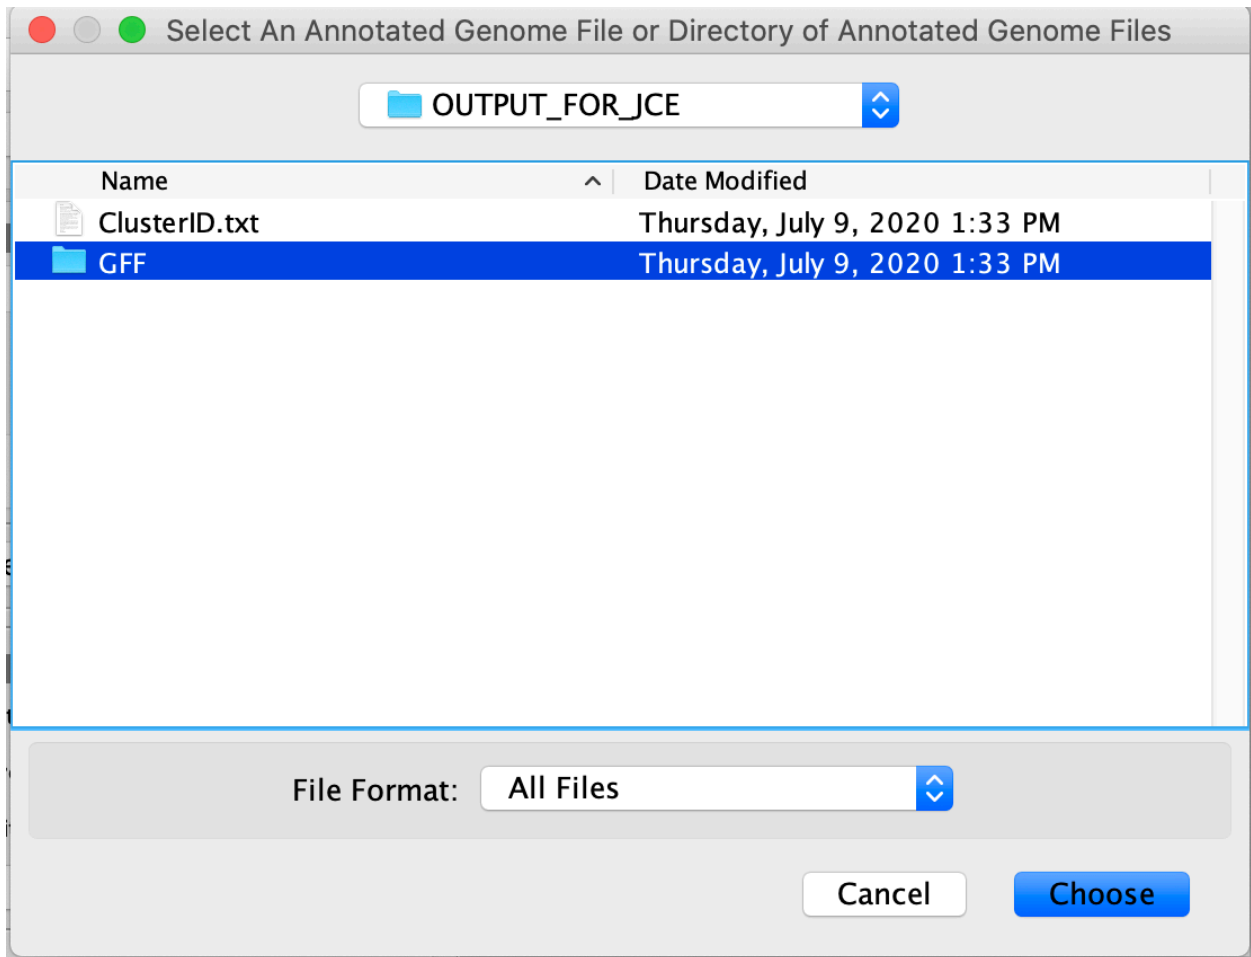 Select An Annotated Genome File or Directory of Annotated Genome Files
OUTPUT_FOR_JCE
Name Date Modified
ClusterID.txt Thursday, July 9, 2020 1:33 PM
GFF Thursday, July 9, 2020 1:33 PM
File Format: All Files
Cancel Choose